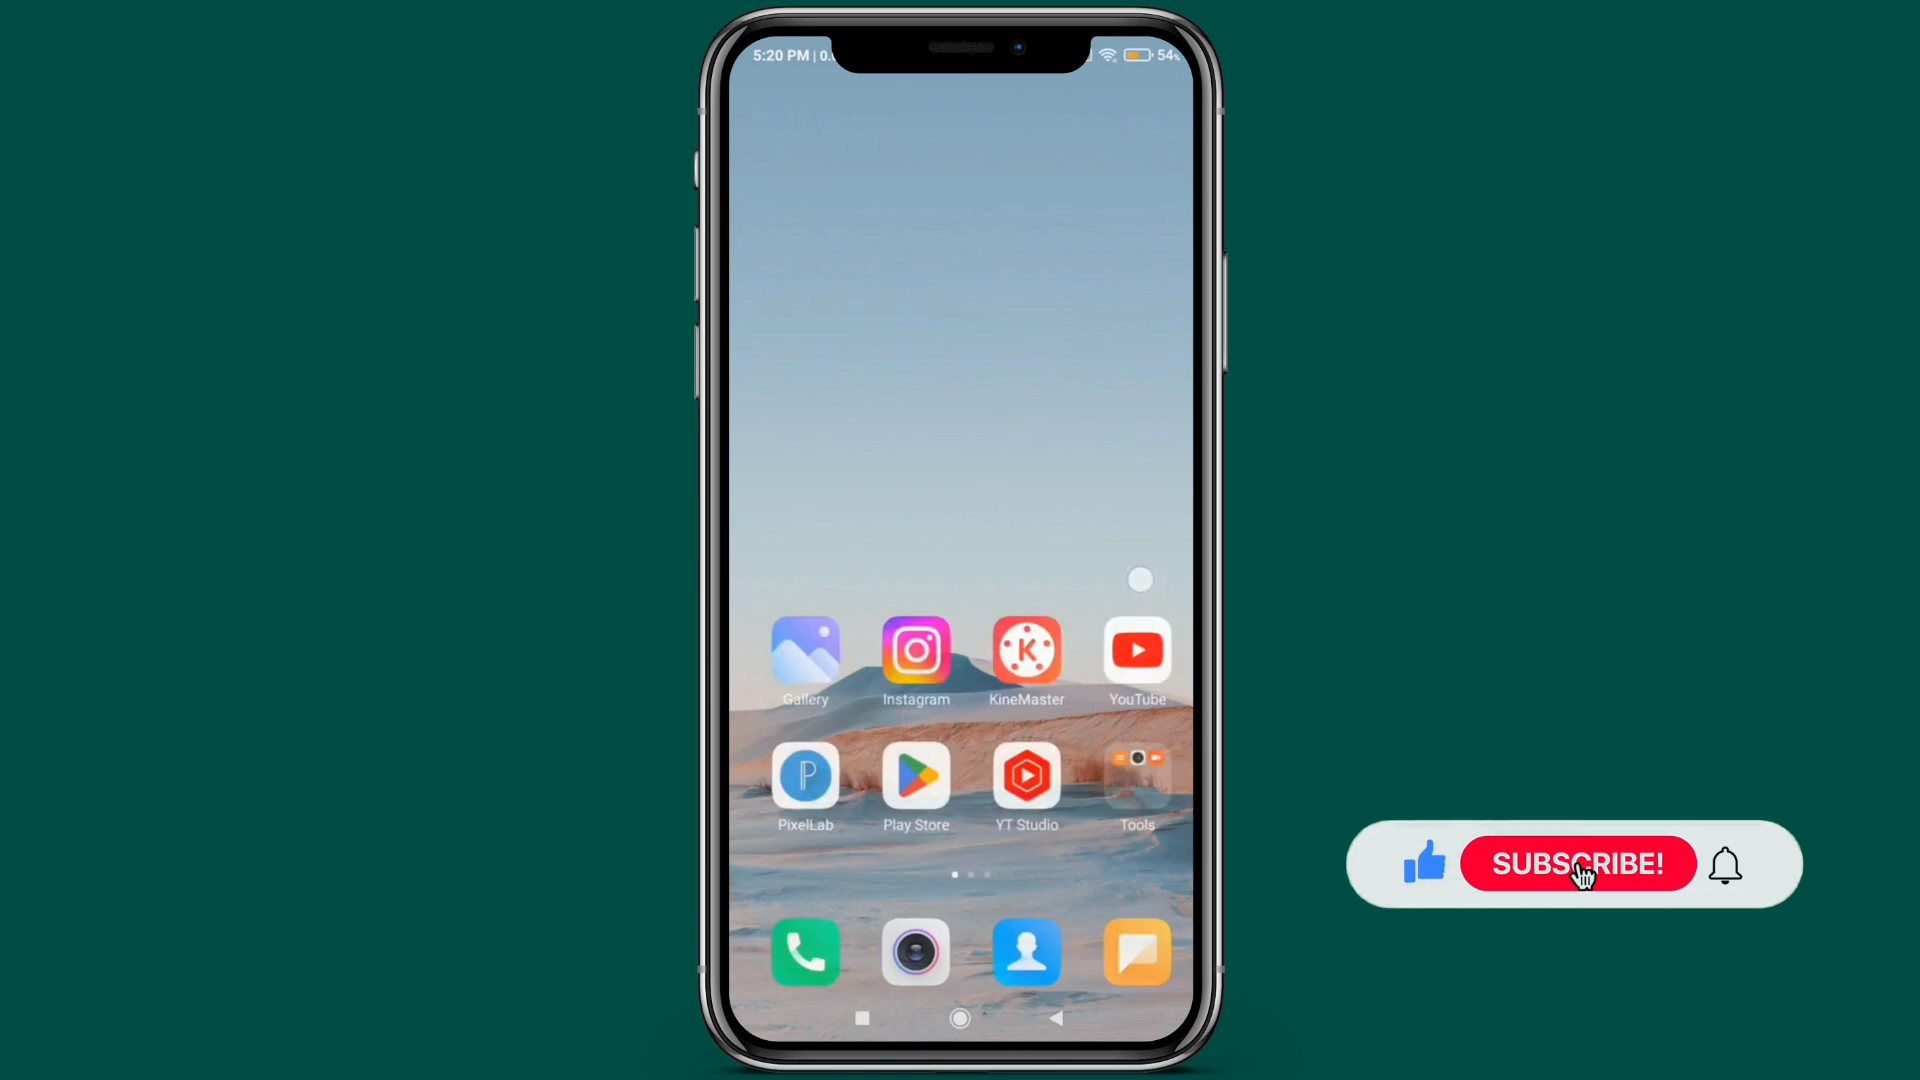 5:20 PM | 0.
54%
Gallery
Instagram
KineMaster
YouTube
PixelLab
Play Store
YT Studio
Tools
SUBSCRIBE!